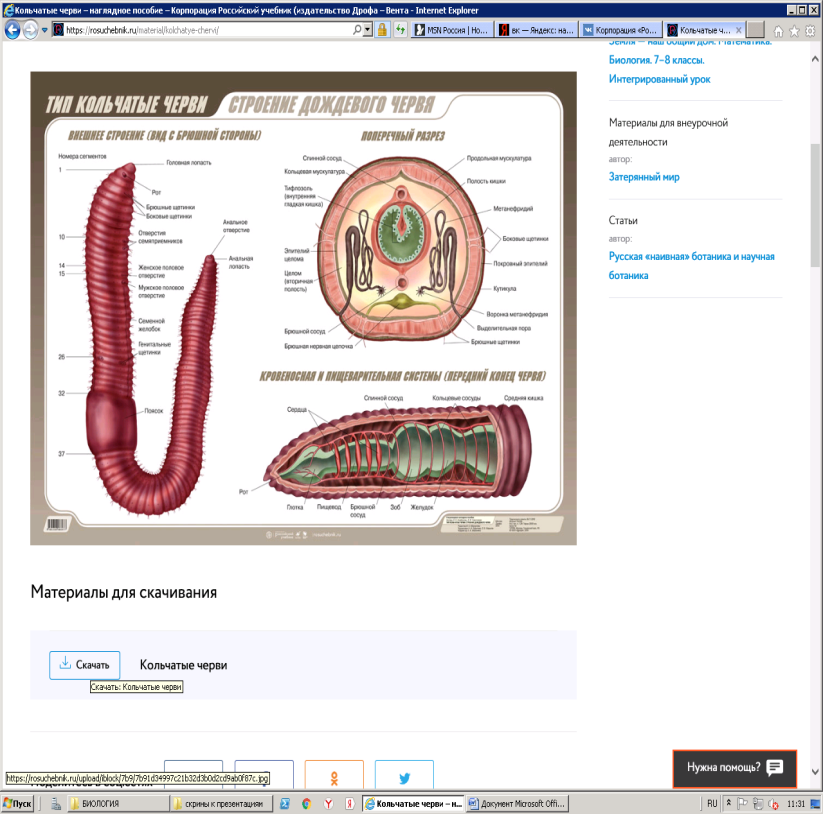 Кольчатые черви – наглядное пособие – Корпорация Российский учебник (издательство Дрофа – Вента - Internet Explorer
https://rosuchebnik.ru/material/kolchatye-chervi/
MSN Россия | Но...
вк — Яндекс: на...
Корпорация «Ро...
Кольчатые ч...
Земля — наш общий дом. Математика.
Биология. 7–8 классы.
Интегрированный урок
Материалы для внеурочной
деятельности
автор:
Затерянный мир
Статьи
автор:
Русская «наивная» ботаника и научная
ботаника
ТИП КОЛЬЧАТЫЕ ЧЕРВИ
СТРОЕНИЕ ДОЖДЕВОГО ЧЕРВЯ
ВНЕШНЕЕ СТРОЕНИЕ (ВИД С БРЮШНОЙ СТОРОНЫ)
Номера сегментов
1
10
14
15
26
32
37
Головная лопасть
Рот
Брюшные щетинки
Боковые щетинки
Отверстие
семяприемников
Женское половое
отверстие
Мужское половое
отверстие
Семенной
желобок
Генитальные
щетинки
Поясок
Анальное
отверстие
Анальная
лопасть
ПОПЕРЕЧНЫЙ РАЗРЕЗ
Спинной сосуд
Кольцевая мускулатура
Тифлозоль
(внутренняя
гладкая кишка)
Эпителий
целома
Целом
(вторичная
полость)
Брюшной сосуд
Брюшная нервная цепочка
Продольная мускулатура
Полость кишки
Метанефридий
Боковые щетинки
Покровный эпителий
Кутикула
Воронка метанефридия
Выделительная пора
Брюшные щетинки
КРОВЕНОСНАЯ И ПИЩЕВАРИТЕЛЬНАЯ СИСТЕМЫ (ПЕРЕДНИЙ КОНЕЦ ЧЕРВЯ)
Сердца
Спинной сосуд
Кольцевые сосуды
Средняя кишка
Рот
Глотка
Пищевод
Брюшной
сосуд
Зоб
Желудок
rosuchebnik.ru
Материалы для скачивания
Скачать
Кольчатые черви
Скачать: Кольчатые черви
https://rosuchebnik.ru/upload/iblock/7b9/7b91d34997c21b32d3b0d2cd9ab0f87c.jpg
Нужна помощь?
Пуск
БИОЛОГИЯ
скрины к презентациям
Кольчатые черви – н...
Документ Microsoft Offi...
RU
11:31